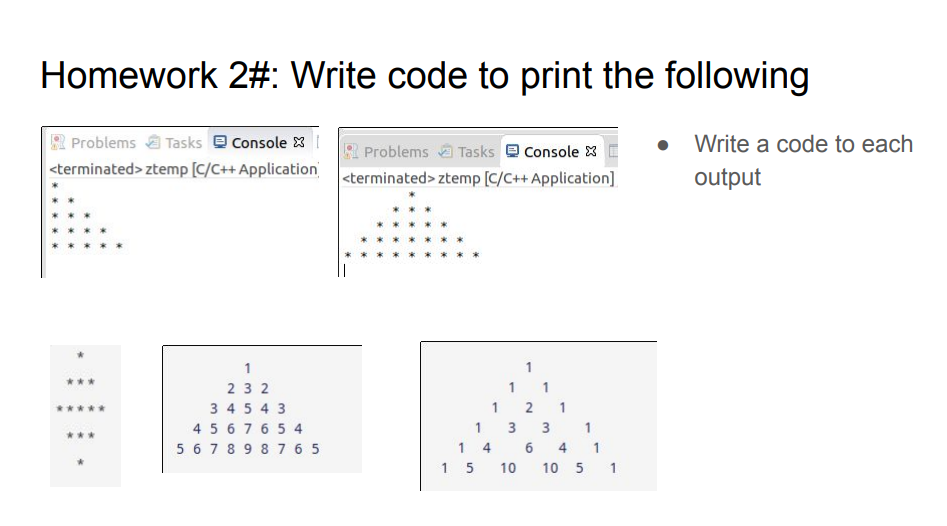 Homework 2#: Write code to print the following
Problems Tasks Console
<terminated> ztemp [C/C++ Application]
*
* *
* * *
* * * *
* * * * *
Problems Tasks Console
<terminated> ztemp [C/C++ Application]
*
* * *
* * * * *
* * * * * * *
* * * * * * * * *
● Write a code to each
output
*
***
*****
***
*
1
2 3 2
3 4 5 4 3
4 5 6 7 6 5 4
5 6 7 8 9 8 7 6 5
1
1 1
1 2 1
1 3 3 1
1 4 6 4 1
1 5 10 10 5 1